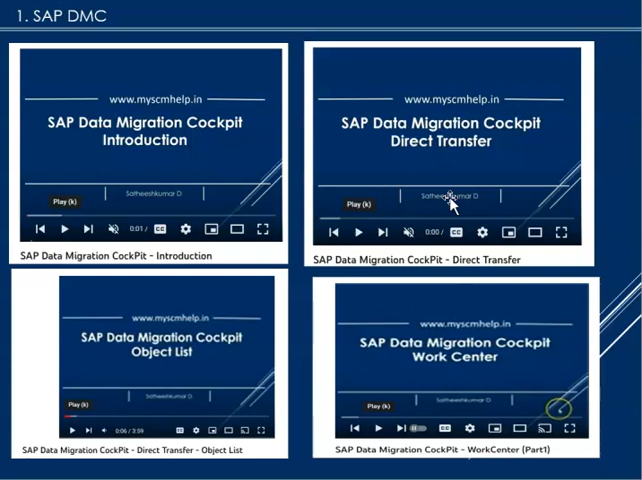 1. SAP DMC
www.myscmhelp.in
SAP Data Migration Cockpit
Introduction
Satheeshkumar D
Play (k)
0:01 /
CC
SAP Data Migration CockPit - Introduction
www.myscmhelp.in
SAP Data Migration Cockpit
Direct Transfer
Satheeshkumar D
Play (k)
0:00 /
CC
SAP Data Migration CockPit - Direct Transfer
www.myscmhelp.in
SAP Data Migration Cockpit
Object List
Satheeshkumar D
Play (k)
0:06 / 3:59
SAP Data Migration CockPit - Direct Transfer - Object List
www.myscmhelp.in
SAP Data Migration Cockpit
Work Center
Satheeshkumar D
Play (k)
CC
SAP Data Migration CockPit - WorkCenter (Part1)